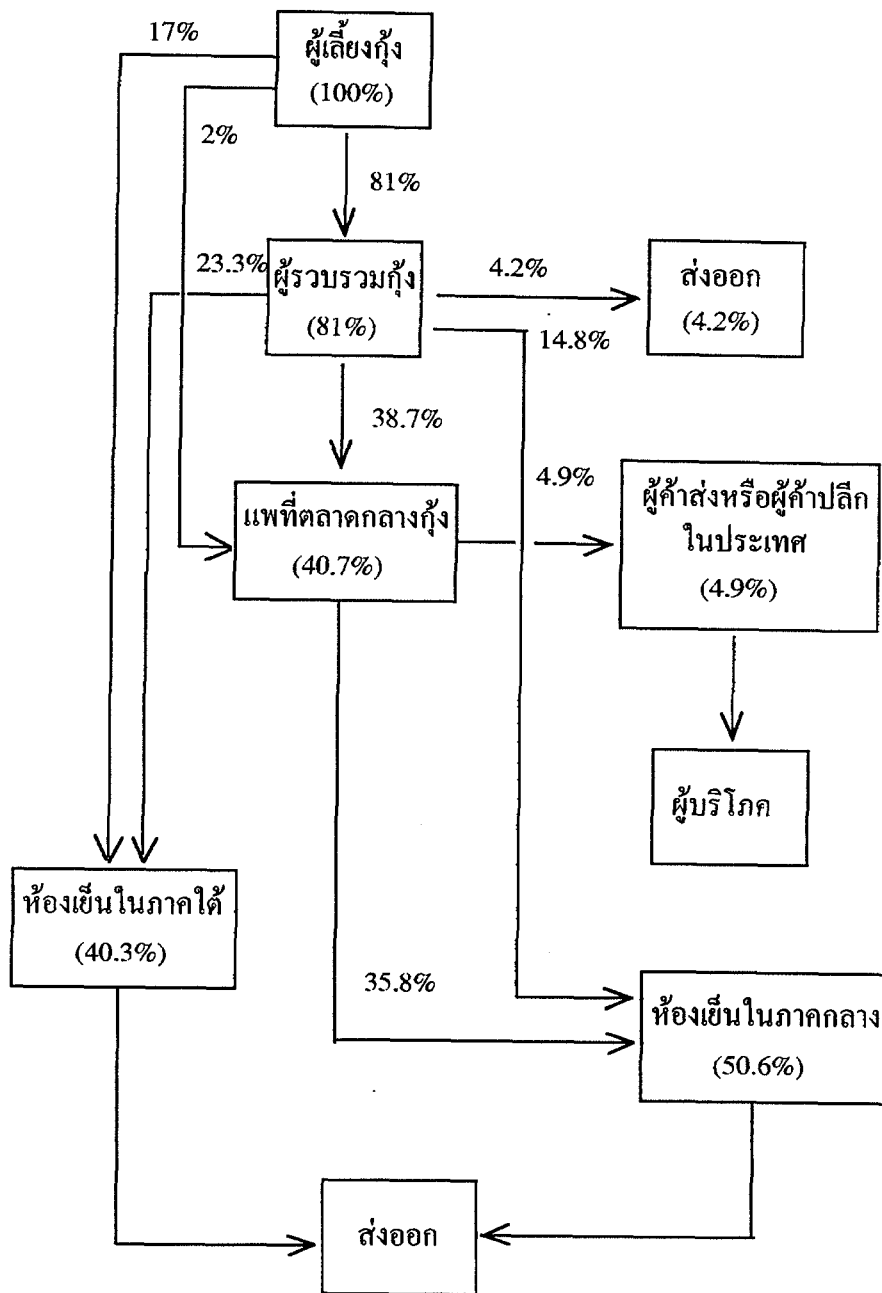 17%
ผู้เลี้ยงกุ้ง
(100%)
2%
81%
23.3%
ผู้รวบรวมกุ้ง
(81%)
4.2%
ส่งออก
(4.2%)
14.8%
38.7%
แพที่ตลาดกลางกุ้ง
(40.7%)
4.9%
ผู้ค้าส่งหรือผู้ค้าปลีก
ในประเทศ
(4.9%)
ผู้บริโภค
ห้องเย็นในภาคใต้
(40.3%)
35.8%
ห้องเย็นในภาคกลาง
(50.6%)
ส่งออก